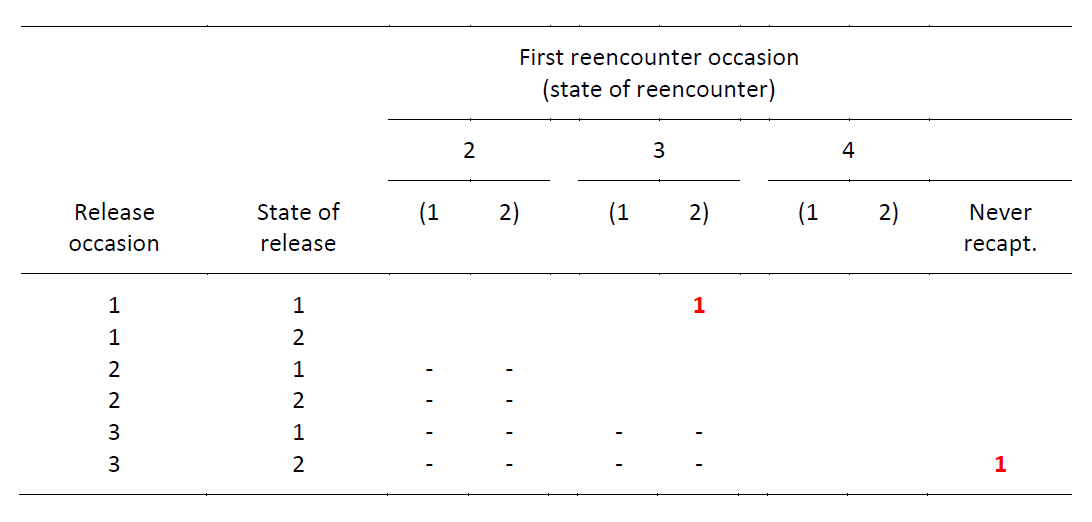 First reencounter occasion
(state of reencounter)
2 3 4
Release State of (1 2) (1 2) (1 2) Never
occasion release recapt.
1 1 1
1 2
2 1 - -
2 2 - -
3 1 - - - -
3 2 - - - - 1